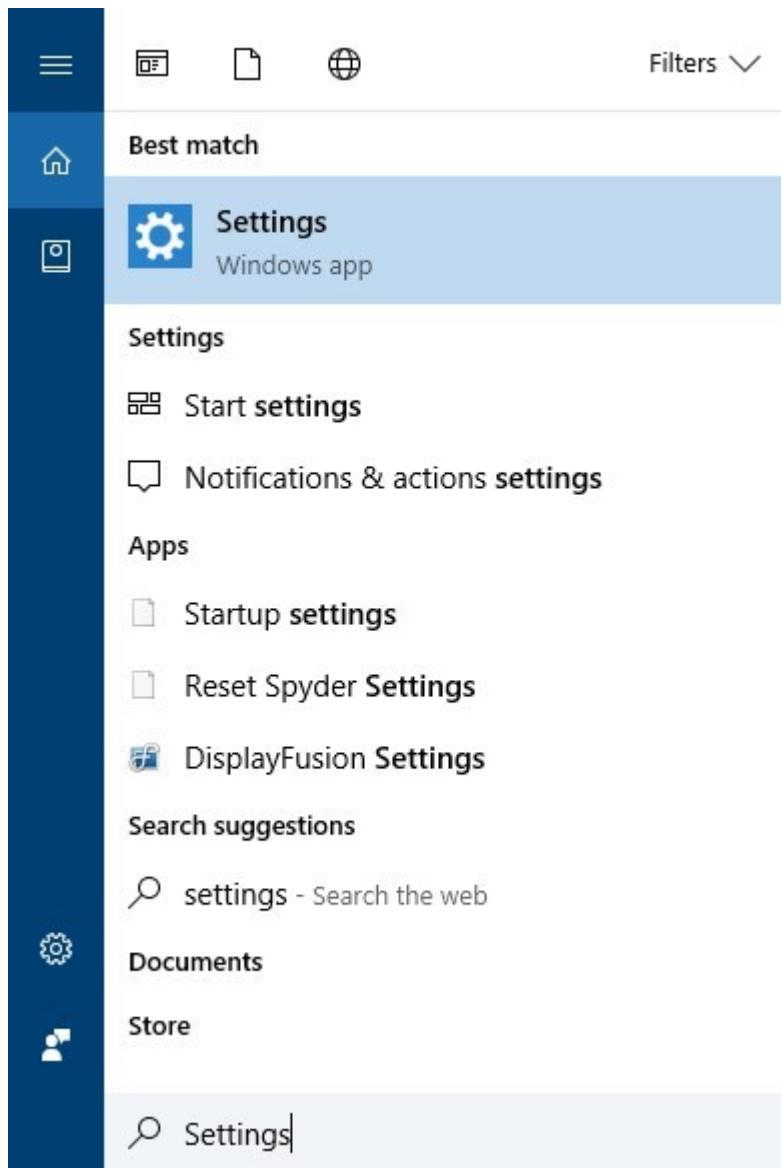 Filters
Best match
Settings
Windows app
Settings
Start settings
Notifications & actions settings
Apps
Startup settings
Reset Spyder Settings
DisplayFusion Settings
Search suggestions
settings - Search the web
Documents
Store
Settings